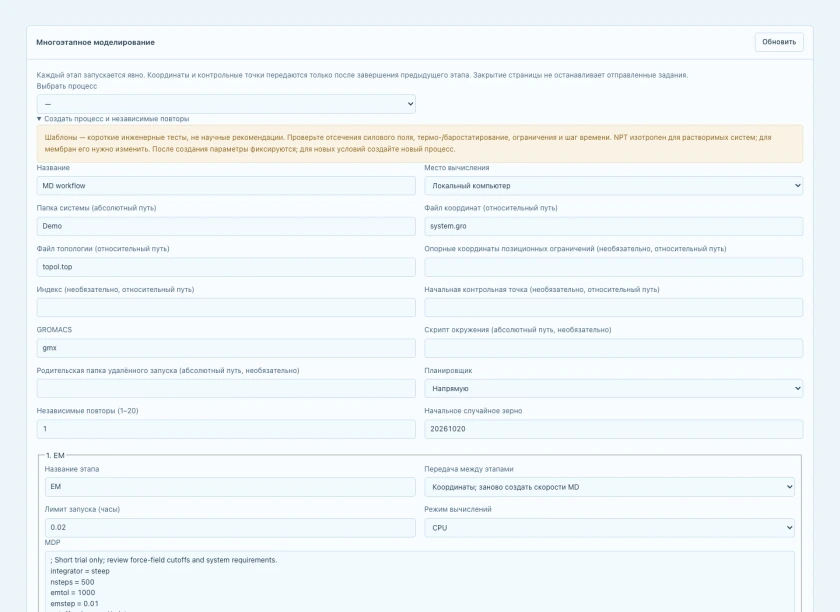 Многоэтапное моделирование
Обновить
Каждый этап запускается явно. Координаты и контрольные точки передаются только после завершения предыдущего этапа. Закрытие страницы не останавливает отправленные задания.
Выбрать процесс
—
▼ Создать процесс и независимые повторы
Шаблоны — короткие инженерные тесты, не научные рекомендации. Проверьте отсечения силового поля, термо-/баростатирование, ограничения и шаг времени. NPT изотропен для растворимых систем; для
мембран его нужно изменить. После создания параметры фиксируются; для новых условий создайте новый процесс.
Название
Место вычисления
MD workflow
Локальный компьютер
Папка системы (абсолютный путь)
Файл координат (относительный путь)
Demo
system.gro
Файл топологии (относительный путь)
Опорные координаты позиционных ограничений (необязательно, относительный путь)
topol.top
Индекс (необязательно, относительный путь)
Начальная контрольная точка (необязательно, относительный путь)
GROMACS
Скрипт окружения (абсолютный путь, необязательно)
gmx
Родительская папка удалённого запуска (абсолютный путь, необязательно)
Планировщик
Напрямую
Независимые повторы (1–20)
Начальное случайное зерно
1
20261020
1. EM
Название этапа
Передача между этапами
EM
Координаты; заново создать скорости MD
Лимит запуска (часы)
Режим вычислений
0.02
CPU
MDP
; Short trial only; review force-field cutoffs and system requirements.
integrator = steep
nsteps = 500
emtol = 1000
emstep = 0.01